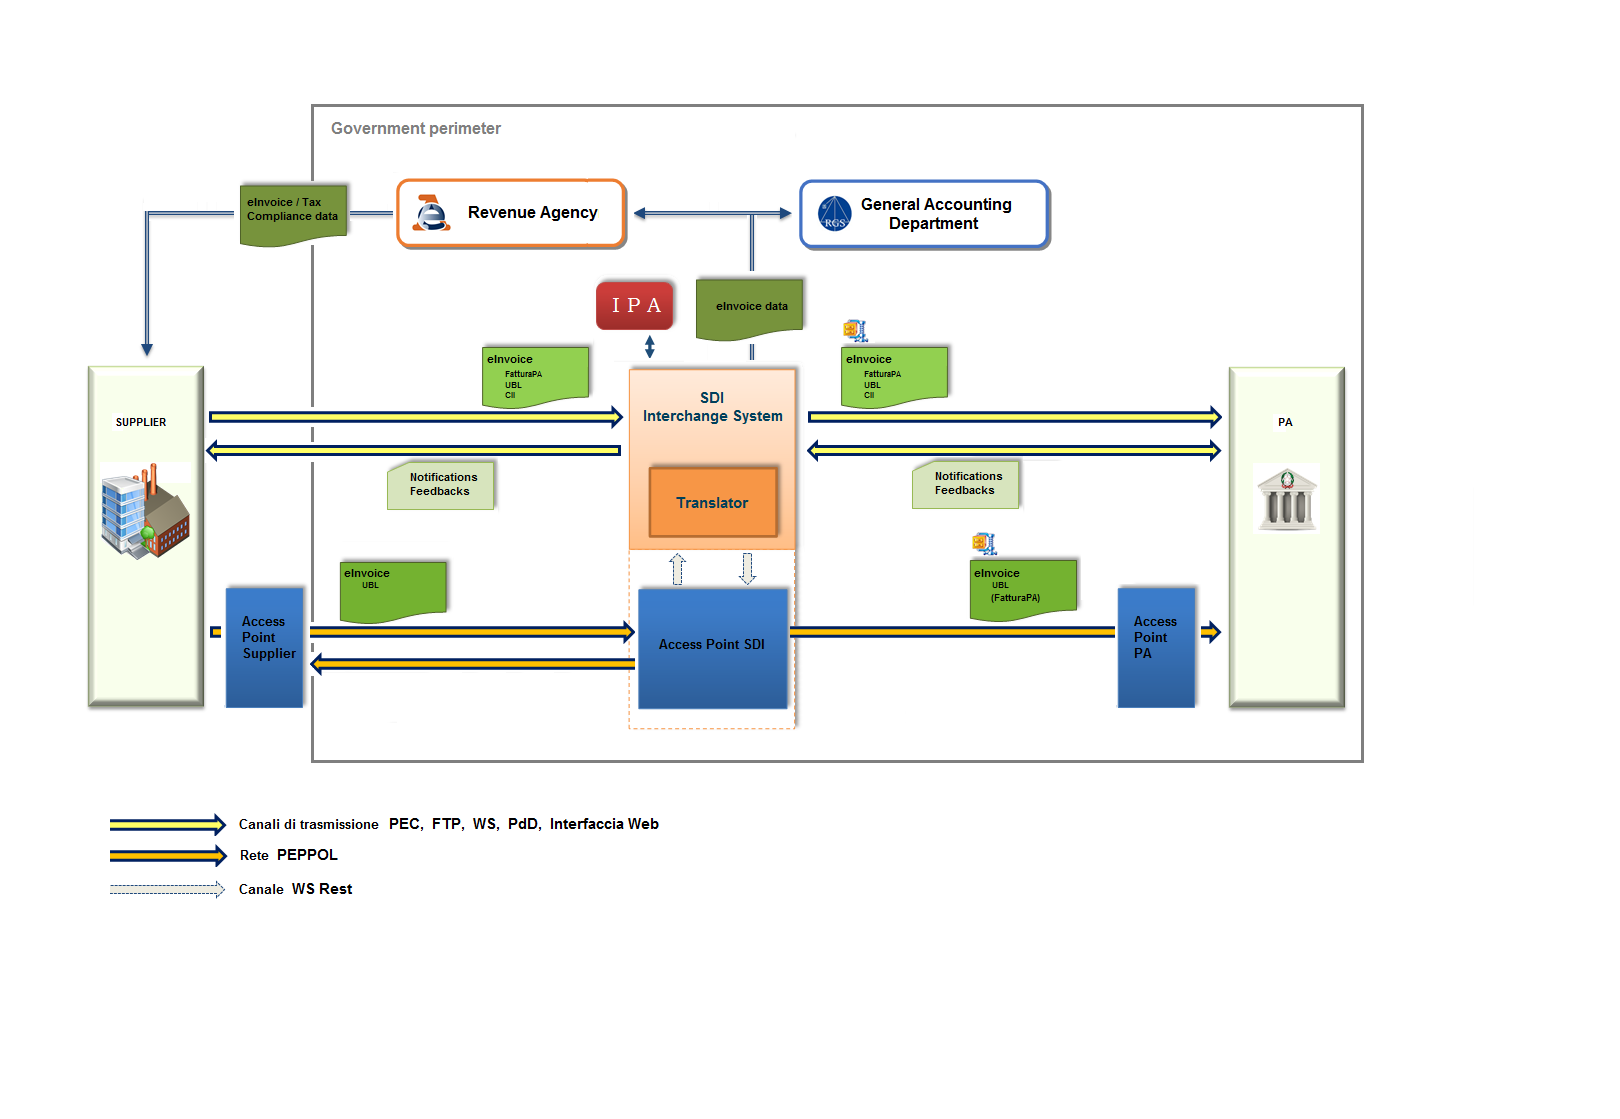 Government perimeter
eInvoice / Tax
Compliance data
Revenue Agency
RGS
General Accounting
Department
I P A
eInvoice data
eInvoice
FatturaPA
UBL
CII
eInvoice
FatturaPA
UBL
CII
SUPPLIER
SDI
Interchange System
PA
Notifications
Feedbacks
Translator
Notifications
Feedbacks
eInvoice
UBL
eInvoice
UBL
(FatturaPA)
Access
Point
Supplier
Access Point SDI
Access
Point
PA
Canali di trasmissione PEC, FTP, WS, PdD, Interfaccia Web
Rete PEPPOL
Canale WS Rest